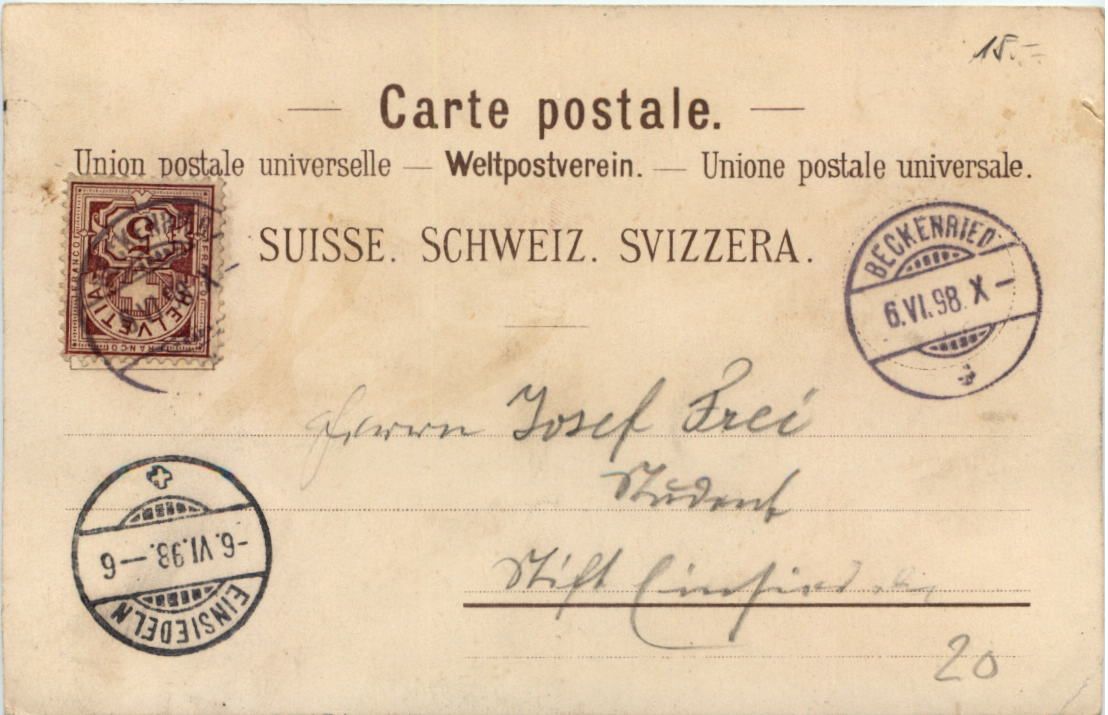 15.-
— Carte postale. —
Union postale universelle — Weltpostverein. — Unione postale universale.
SUISSE. SCHWEIZ. SVIZZERA.
5
HELVETIA
FRANCO
BECKENRIED
6.VI.98.X—
Herrn Josef Frei
Student
Stift Einsiedeln
-6.VI.98.—6
EINSIEDELN
20